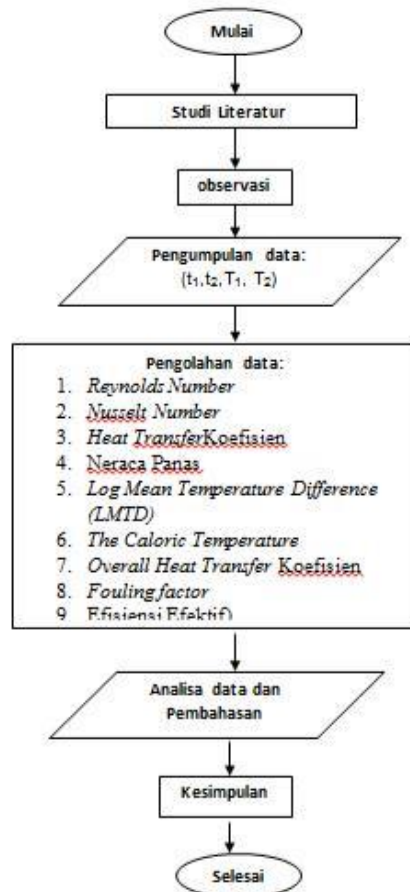 Mulai
Studi Literatur
observasi
Pengumpulan data:
(t₁,t₂,T₁, T₂)
Pengolahan data:
1. Reynolds Number
2. Nusselt Number
3. Heat TransferKoefisien
4. Neraca Panas
5. Log Mean Temperature Difference
(LMTD)
6. The Caloric Temperature
7. Overall Heat Transfer Koefisien
8. Fouling factor
9. Efisiensi Efektif)
Analisa data dan
Pembahasan
Kesimpulan
Selesai